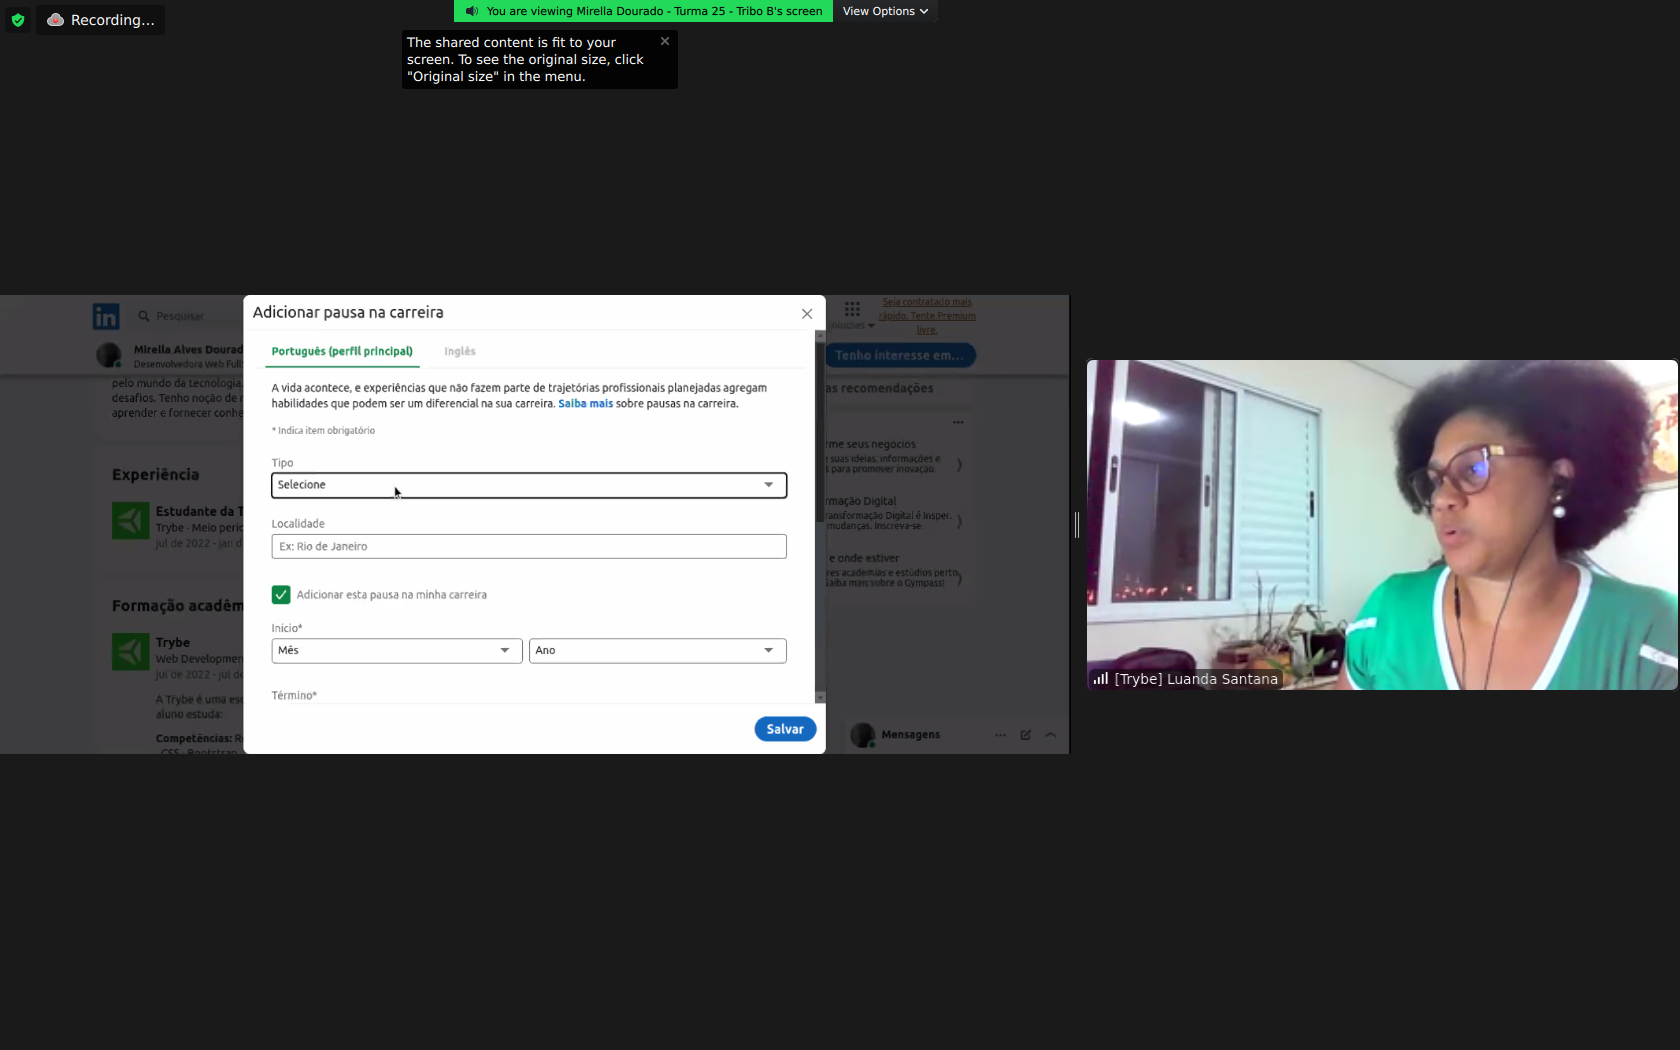 Recording...
You are viewing Mirella Dourado - Turma 25 - Tribo B's screen
View Options
The shared content is fit to your
screen. To see the original size, click
"Original size" in the menu.
in
Pesquisar
Seja contratado mais
rápido. Tente Premium
livre.
Mirella Alves Dourad
Desenvolvedora Web Full
Tenho interesse em...
pelo mundo da tecnologia.
desafios. Tenho noção de
aprender e fornecer conhe
Experiência
Estudante da T
Trybe · Meio perío
jul de 2022 - jan d
Formação acadêm
Trybe
Web Developmen
jul de 2022 - jul de
A Trybe é uma es
aluno estuda:
Competências: R
CSS · Bootstrap
Adicionar pausa na carreira
Português (perfil principal)
Inglês
A vida acontece, e experiências que não fazem parte de trajetórias profissionais planejadas agregam
habilidades que podem ser um diferencial na sua carreira. Saiba mais sobre pausas na carreira.
* Indica item obrigatório
Tipo
Selecione
Localidade
Ex: Rio de Janeiro
Adicionar esta pausa na minha carreira
Início*
Mês
Ano
Término*
Salvar
as recomendações
rme seus negócios
suas ideias, informações e
s para promover inovação.
rmação Digital
ansformação Digital é Insper.
mudanças. Inscreva-se.
e onde estiver
res academias e estúdios perto
Saiba mais sobre o Gympass!
Mensagens
[Trybe] Luanda Santana